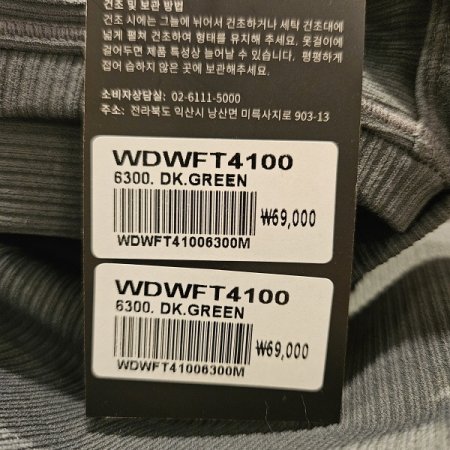 건조 및 보관 방법
건조 시에는 그늘에 뉘어서 건조하거나 세탁 건조대에
넓게 펼쳐 건조하여 형태를 유지해 주세요. 옷걸이에
걸어두면 제품 특성상 늘어날 수 있습니다. 평평하게
접어 습하지 않은 곳에 보관해주세요.
소비자상담실: 02-6111-5000
주소: 전라북도 익산시 낭산면 미륵사지로 903-13
WDWFT4100
6300. DK.GREEN
₩69,000
WDWFT41006300M
WDWFT4100
6300. DK.GREEN
₩69,000
WDWFT41006300M